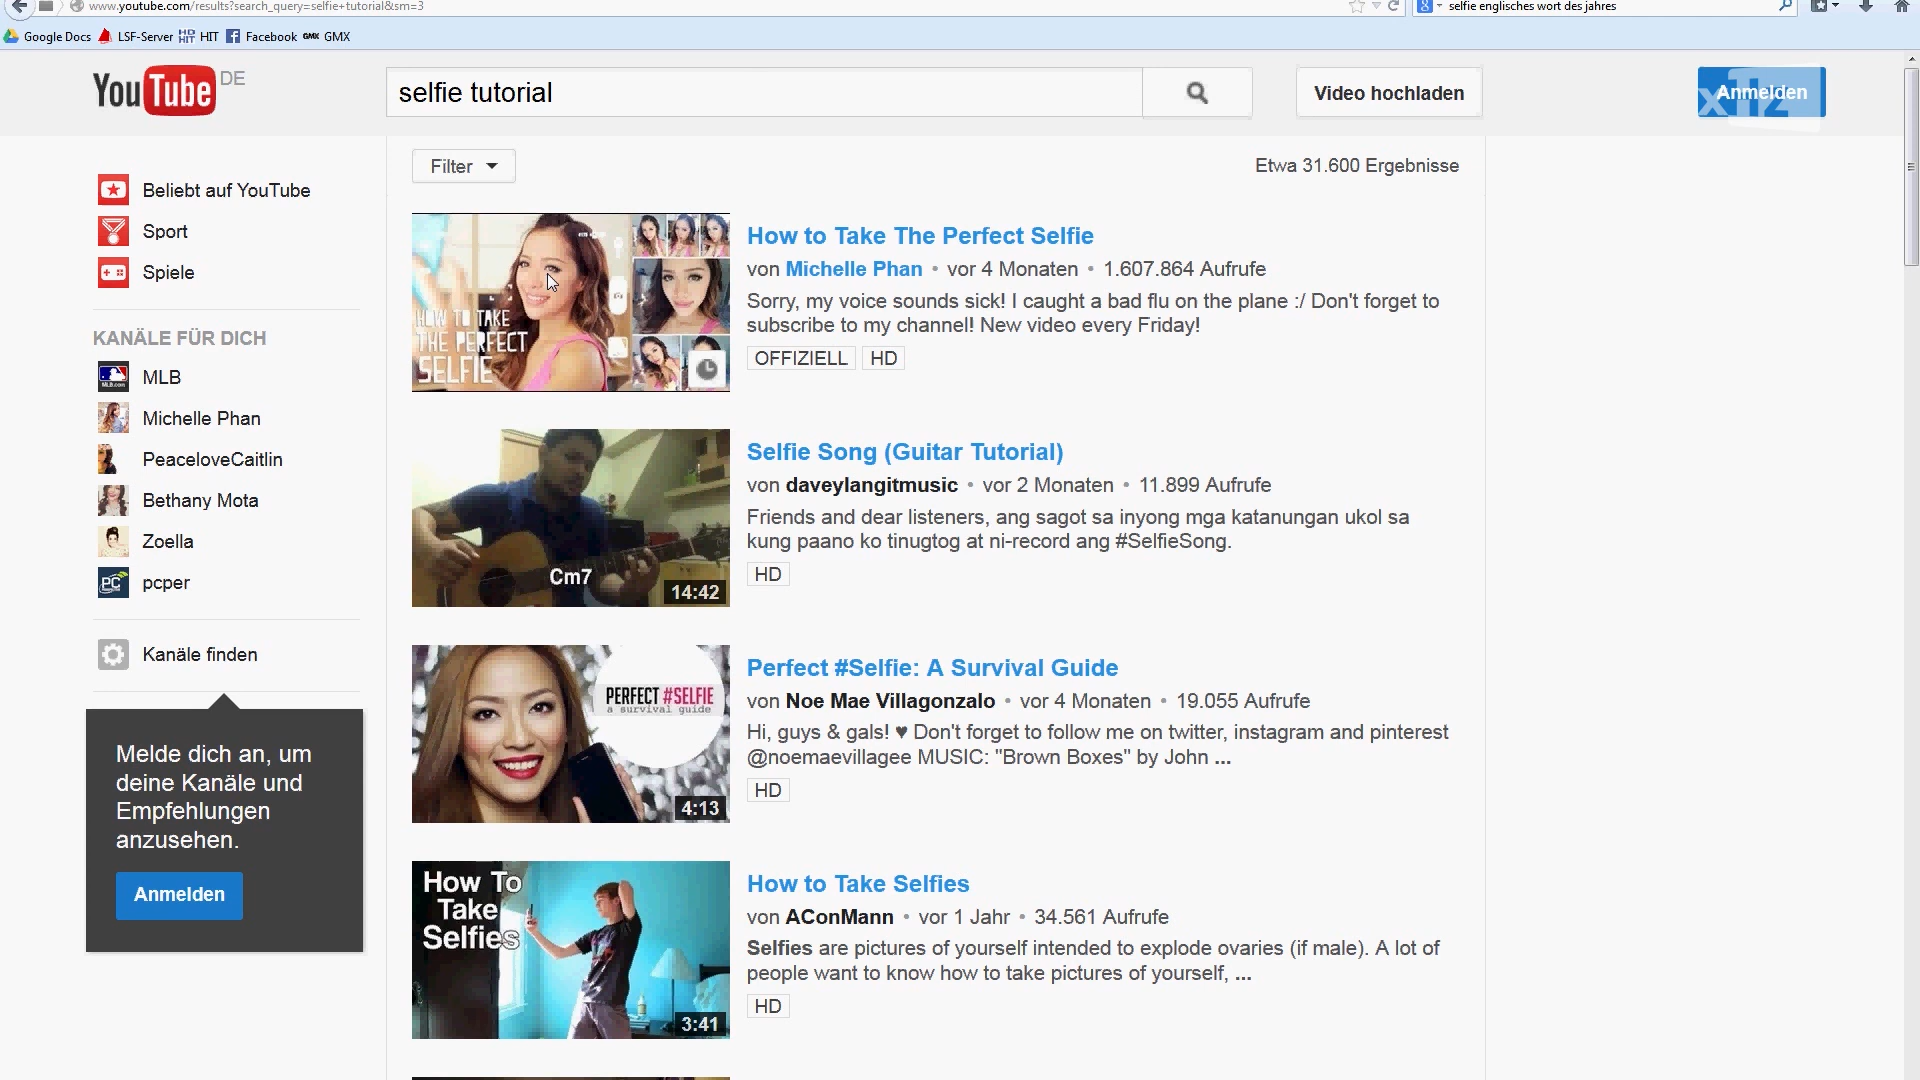 www.youtube.com/results?search_query=selfie+tutorial&sm=3
selfie englisches wort des jahres
Google Docs LSF-Server HIT Facebook GMX GMX
YouTube DE
selfie tutorial
Video hochladen
Anmelden
Filter
Etwa 31.600 Ergebnisse
Beliebt auf YouTube
Sport
Spiele
KANÄLE FÜR DICH
MLB
Michelle Phan
PeaceloveCaitlin
Bethany Mota
Zoella
pcper
Kanäle finden
Melde dich an, um
deine Kanäle und
Empfehlungen
anzusehen.
Anmelden
HOW TO TAKE
THE PERFECT
SELFIE
How to Take The Perfect Selfie
von Michelle Phan • vor 4 Monaten • 1.607.864 Aufrufe
Sorry, my voice sounds sick! I caught a bad flu on the plane :/ Don't forget to
subscribe to my channel! New video every Friday!
OFFIZIELL HD
Cm7
14:42
Selfie Song (Guitar Tutorial)
von daveylangitmusic • vor 2 Monaten • 11.899 Aufrufe
Friends and dear listeners, ang sagot sa inyong mga katanungan ukol sa
kung paano ko tinugtog at ni-record ang #SelfieSong.
HD
PERFECT #SELFIE
a survival guide
4:13
Perfect #Selfie: A Survival Guide
von Noe Mae Villagonzalo • vor 4 Monaten • 19.055 Aufrufe
Hi, guys & gals! ♥ Don't forget to follow me on twitter, instagram and pinterest
@noemaevillagee MUSIC: "Brown Boxes" by John ...
HD
How To
Take
Selfies
3:41
How to Take Selfies
von AConMann • vor 1 Jahr • 34.561 Aufrufe
Selfies are pictures of yourself intended to explode ovaries (if male). A lot of
people want to know how to take pictures of yourself, ...
HD